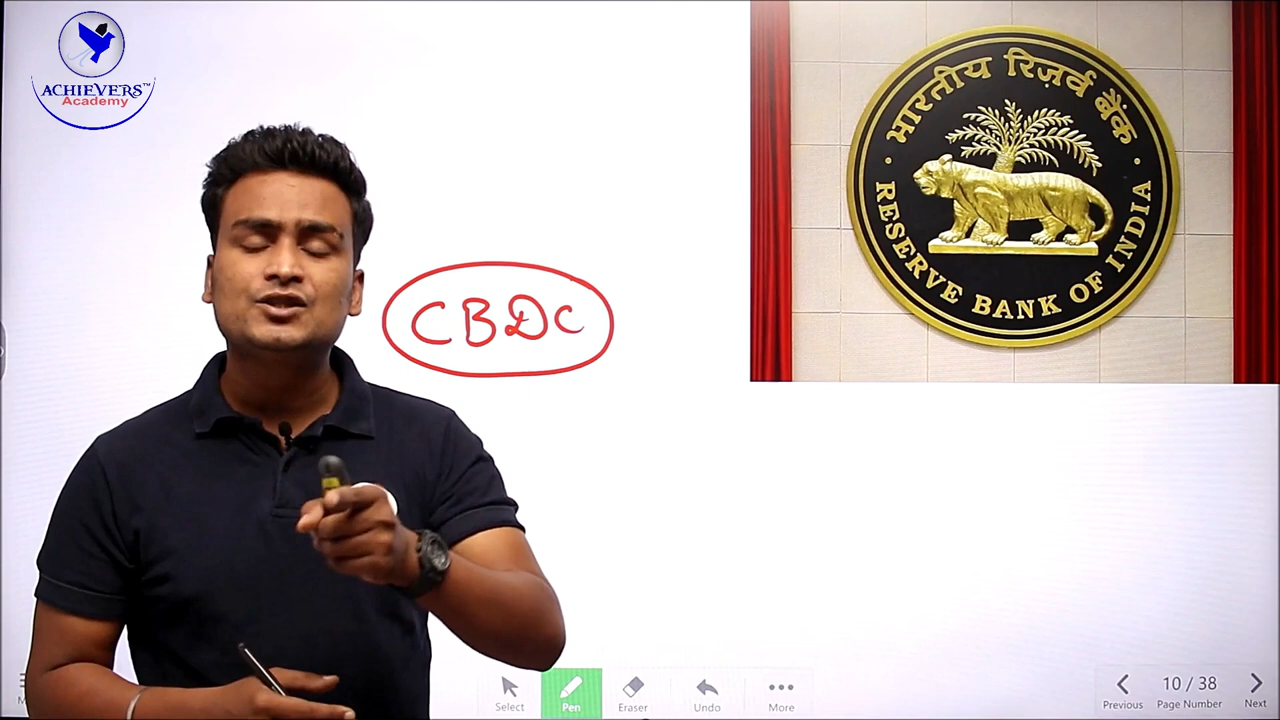 ACHIEVERS™
Academy
भारतीय रिज़र्व बैंक
RESERVE BANK OF INDIA
CBDC
Select
Pen
Eraser
Undo
More
Previous
10 / 38
Page Number
Next